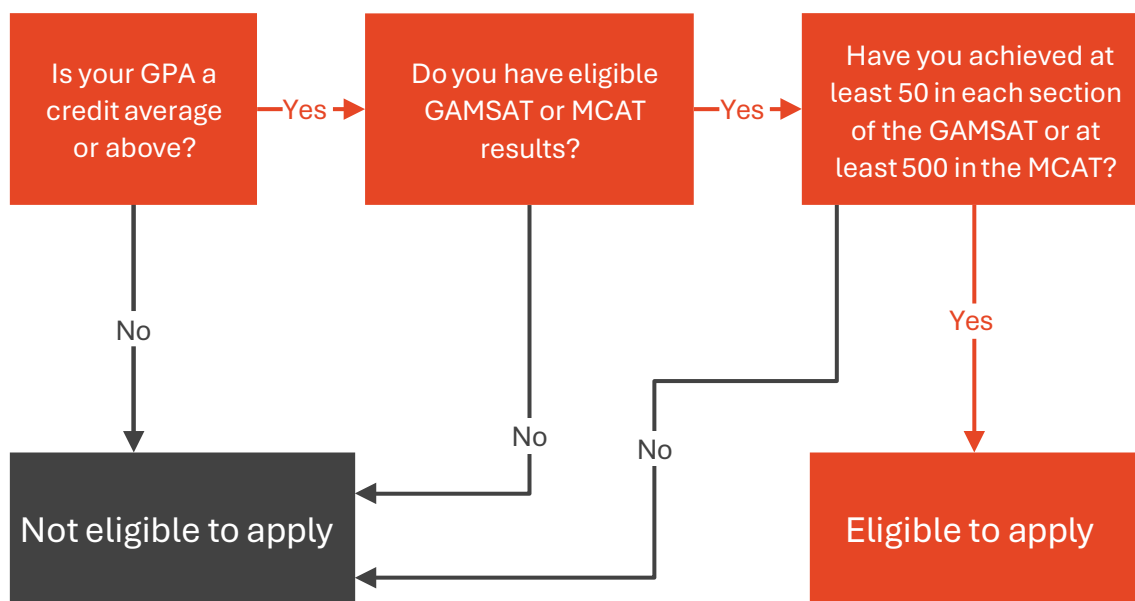 Is your GPA a
credit average
or above?
Yes
Do you have eligible
GAMSAT or MCAT
results?
Yes
Have you achieved at
least 50 in each section
of the GAMSAT or at
least 500 in the MCAT?
No
Yes
No
No
Not eligible to apply
Eligible to apply